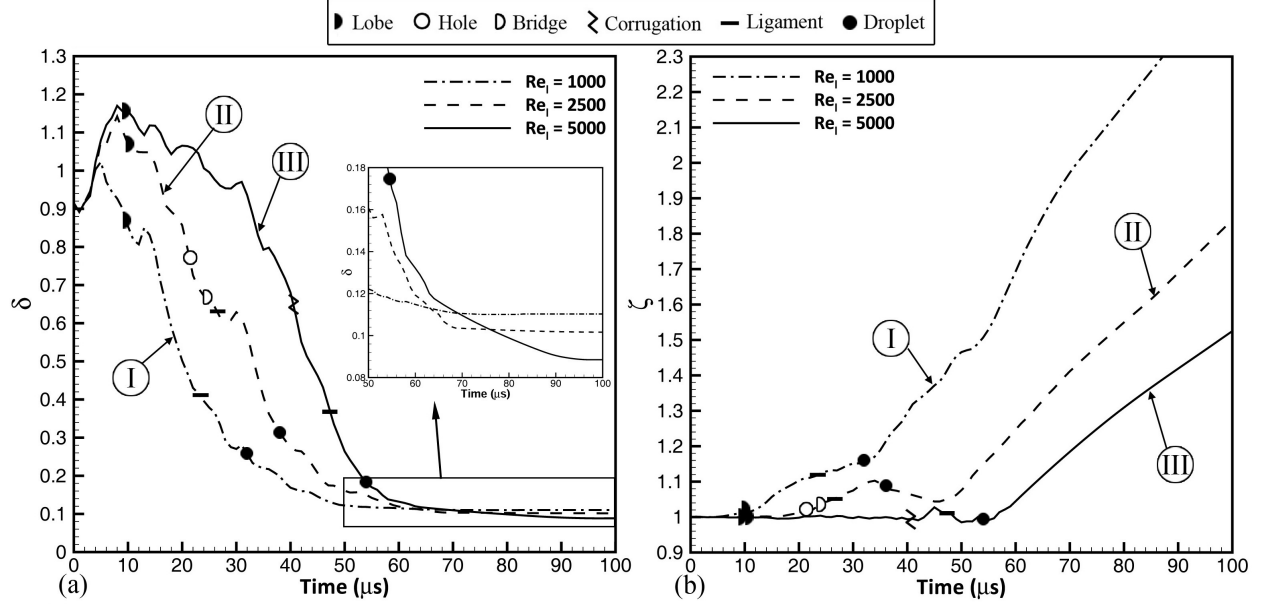 Lobe Hole Bridge Corrugation Ligament Droplet
1.3
1.2
1.1
1
0.9
0.8
0.7
0.6
0.5
0.4
0.3
0.2
0.1
0
δ
Re_l = 1000
Re_l = 2500
Re_l = 5000
II
III
I
0.18
0.16
0.14
0.12
0.1
0.08
δ
50 60 70 80 90 100
Time (μs)
0 10 20 30 40 50 60 70 80 90 100
(a) Time (μs)
2.3
2.2
2.1
2
1.9
1.8
1.7
1.6
1.5
1.4
1.3
1.2
1.1
1
0.9
ζ
Re_l = 1000
Re_l = 2500
Re_l = 5000
II
I
III
0 10 20 30 40 50 60 70 80 90 100
(b) Time (μs)